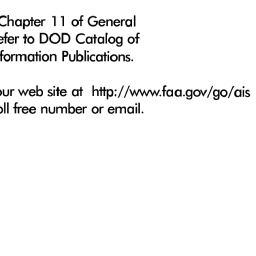 Chapter 11 of General
efer to DOD Catalog of
formation Publications.
our web site at http://www.faa.gov/go/ais
oll free number or email.